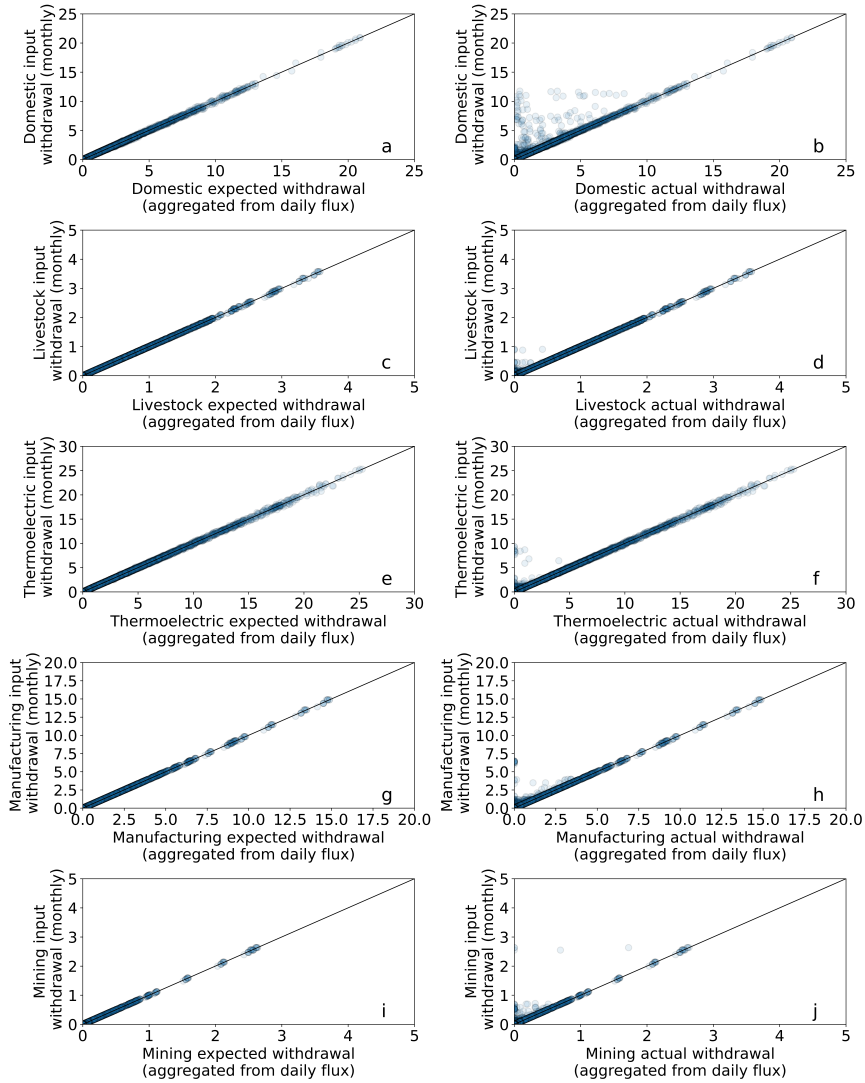 25
20
15
10
5
0
Domestic input
withdrawal (monthly)
a
0 5 10 15 20 25
Domestic expected withdrawal
(aggregated from daily flux)
25
20
15
10
5
0
Domestic input
withdrawal (monthly)
b
0 5 10 15 20 25
Domestic actual withdrawal
(aggregated from daily flux)
5
4
3
2
1
0
Livestock input
withdrawal (monthly)
c
0 1 2 3 4 5
Livestock expected withdrawal
(aggregated from daily flux)
5
4
3
2
1
0
Livestock input
withdrawal (monthly)
d
0 1 2 3 4 5
Livestock actual withdrawal
(aggregated from daily flux)
30
25
20
15
10
5
0
Thermoelectric input
withdrawal (monthly)
e
0 5 10 15 20 25 30
Thermoelectric expected withdrawal
(aggregated from daily flux)
30
25
20
15
10
5
0
Thermoelectric input
withdrawal (monthly)
f
0 5 10 15 20 25 30
Thermoelectric actual withdrawal
(aggregated from daily flux)
20.0
17.5
15.0
12.5
10.0
7.5
5.0
2.5
0.0
Manufacturing input
withdrawal (monthly)
g
0.0 2.5 5.0 7.5 10.0 12.5 15.0 17.5 20.0
Manufacturing expected withdrawal
(aggregated from daily flux)
20.0
17.5
15.0
12.5
10.0
7.5
5.0
2.5
0.0
Manufacturing input
withdrawal (monthly)
h
0.0 2.5 5.0 7.5 10.0 12.5 15.0 17.5 20.0
Manufacturing actual withdrawal
(aggregated from daily flux)
5
4
3
2
1
0
Mining input
withdrawal (monthly)
i
0 1 2 3 4 5
Mining expected withdrawal
(aggregated from daily flux)
5
4
3
2
1
0
Mining input
withdrawal (monthly)
j
0 1 2 3 4 5
Mining actual withdrawal
(aggregated from daily flux)